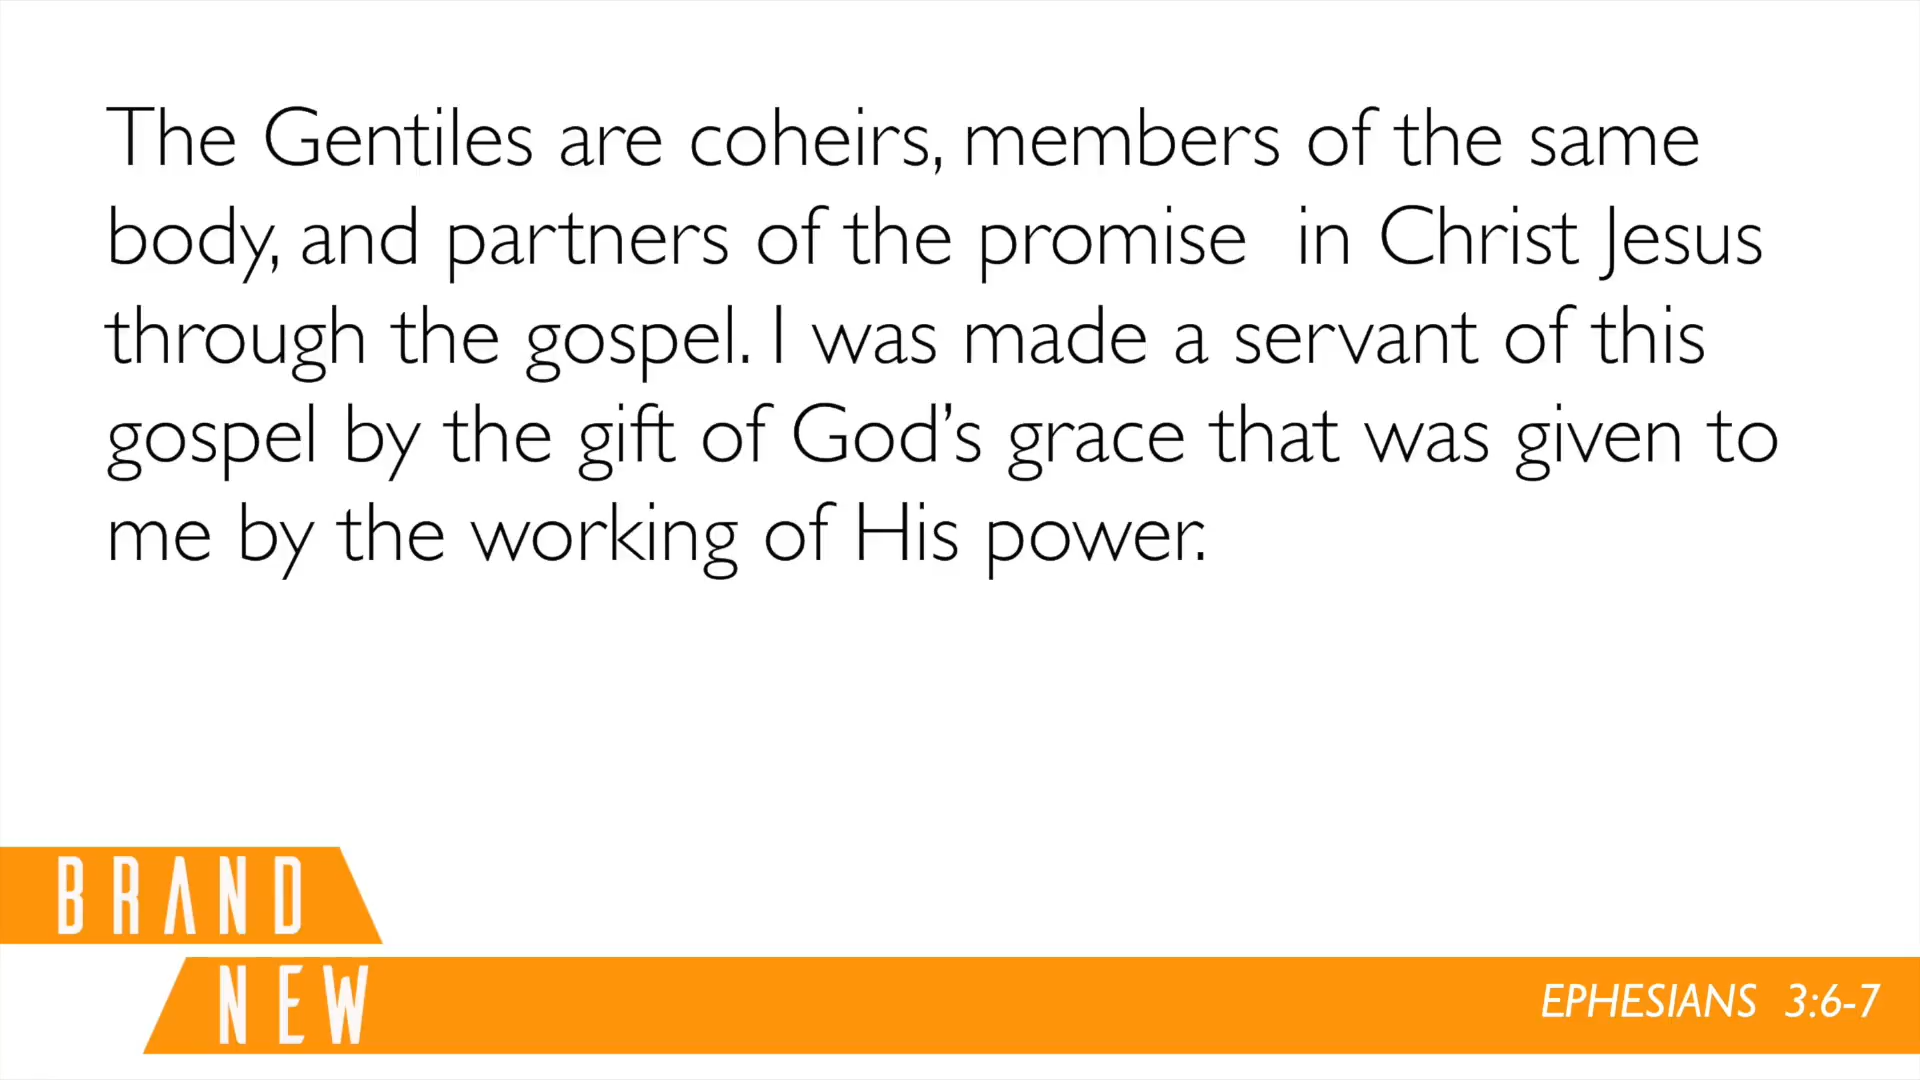 The Gentiles are coheirs, members of the same
body, and partners of the promise  in Christ Jesus
through the gospel. I was made a servant of this
gospel by the gift of God’s grace that was given to
me by the working of His power.
BRAND
NEW
EPHESIANS 3:6-7